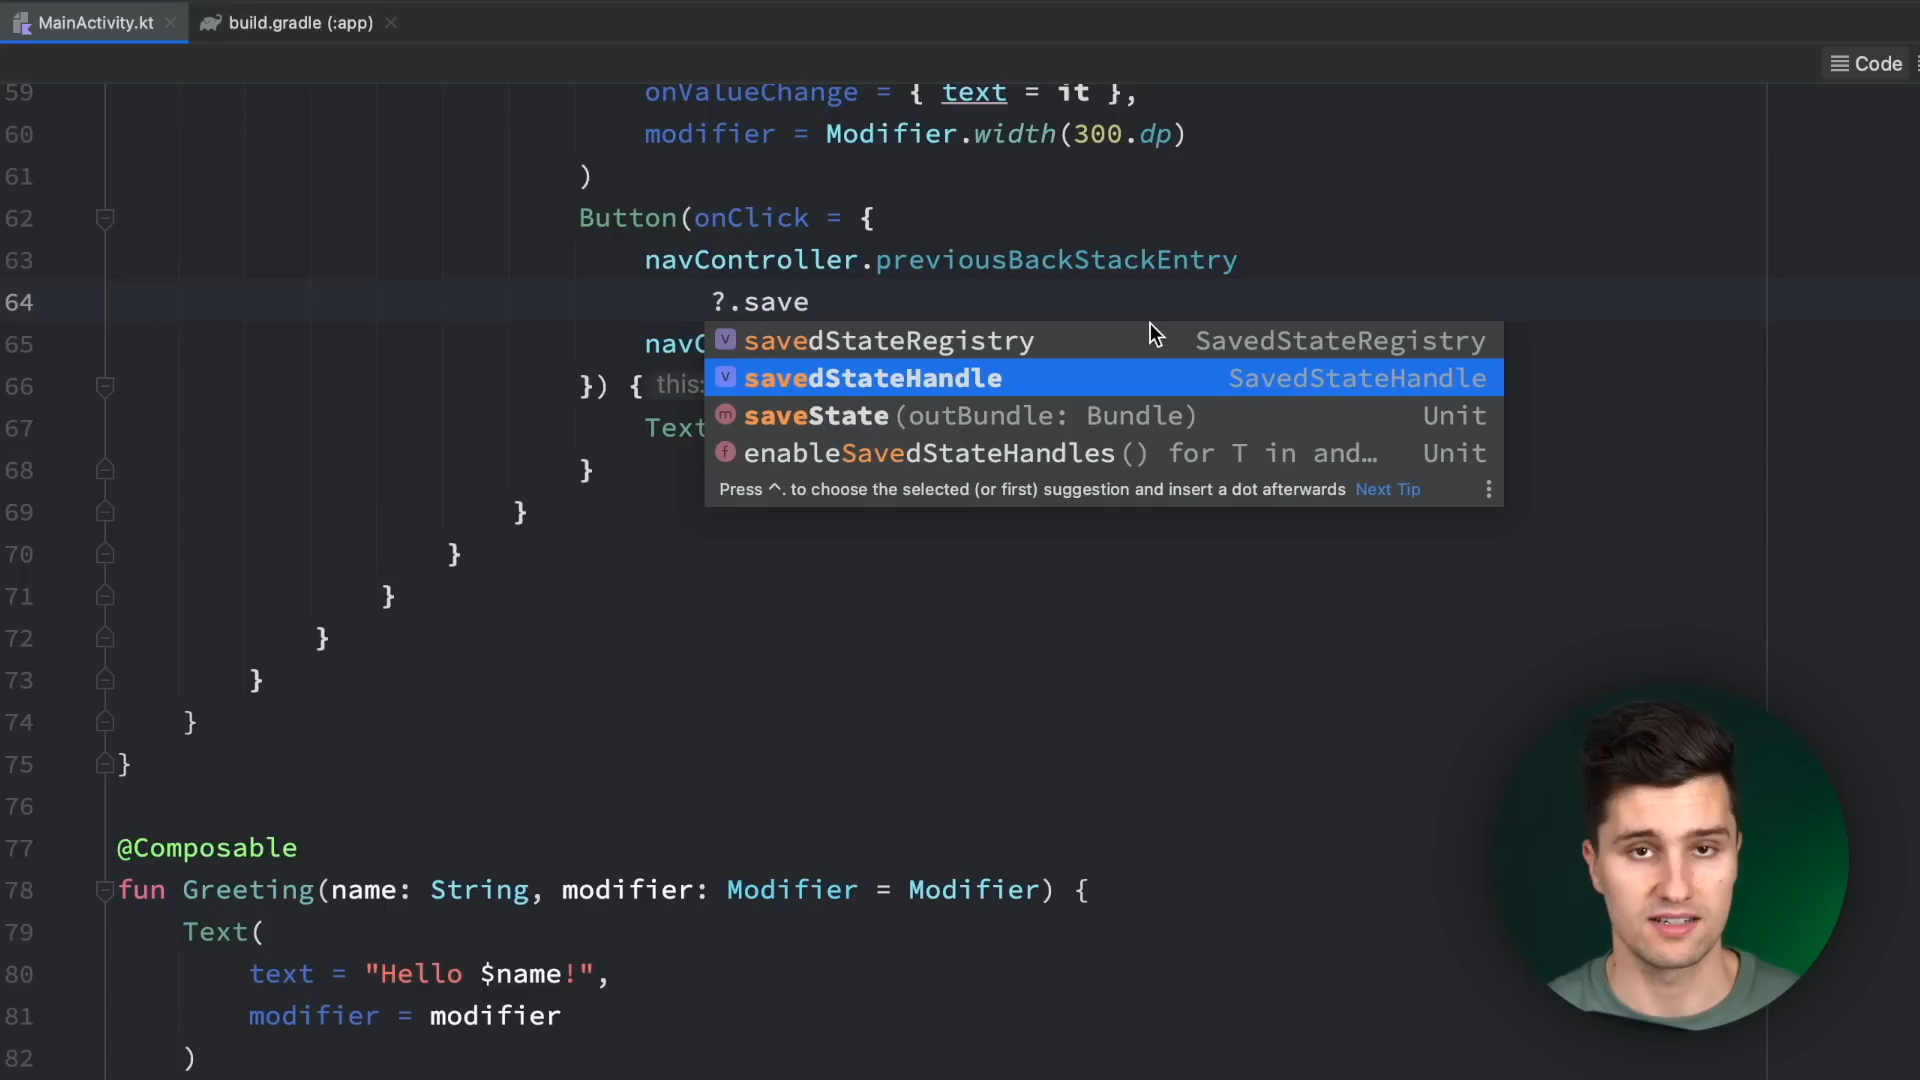 MainActivity.kt
build.gradle (:app)
Code
59 onValueChange = { text = it },
60 modifier = Modifier.width(300.dp)
61 )
62 Button(onClick = {
63 navController.previousBackStackEntry
64 ?.save
savedStateRegistry SavedStateRegistry
65 navC
savedStateHandle SavedStateHandle
66 }) { this:
saveState(outBundle: Bundle) Unit
67 Text
enableSavedStateHandles() for T in and… Unit
68 }
Press ^. to choose the selected (or first) suggestion and insert a dot afterwards Next Tip
69 }
70 }
71 }
72 }
73 }
74 }
75 }
76
77 @Composable
78 fun Greeting(name: String, modifier: Modifier = Modifier) {
79 Text(
80 text = "Hello $name!",
81 modifier = modifier
82 )